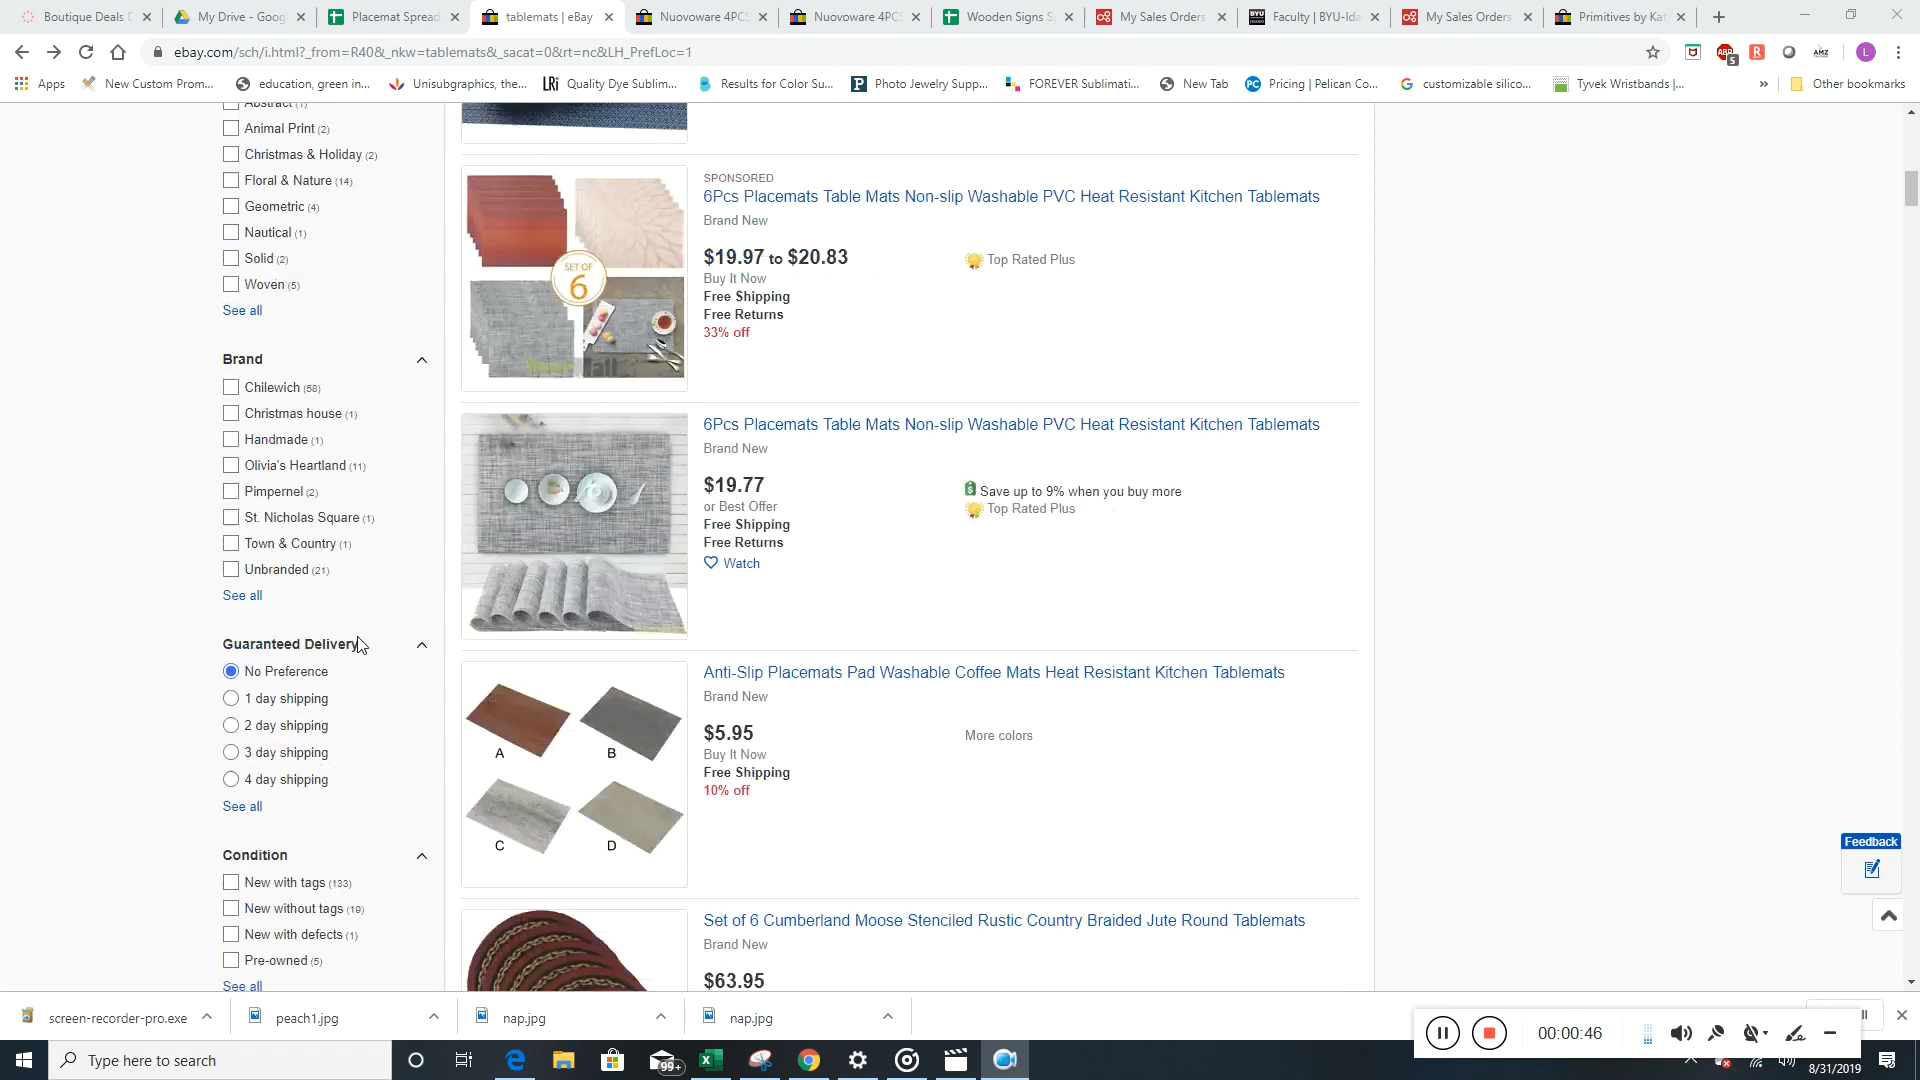 Boutique Deals D
My Drive - Goog
Placemat Spread
tablemats | eBay
Nuovoware 4PCS
Nuovoware 4PCS
Wooden Signs S
My Sales Orders
Faculty | BYU-Ida
My Sales Orders
Primitives by Kat
ebay.com/sch/i.html?_from=R40&_nkw=tablemats&_sacat=0&rt=nc&LH_PrefLoc=1
Apps
New Custom Prom...
education, green in...
Unisubgraphics, the...
Quality Dye Sublim...
Results for Color Su...
Photo Jewelry Supp...
FOREVER Sublimati...
New Tab
Pricing | Pelican Co...
customizable silico...
Tyvek Wristbands |...
Other bookmarks
Abstract (1)
Animal Print (2)
Christmas & Holiday (2)
Floral & Nature (14)
Geometric (4)
Nautical (1)
Solid (2)
Woven (5)
See all
Brand
Chilewich (58)
Christmas house (1)
Handmade (1)
Olivia's Heartland (11)
Pimpernel (2)
St. Nicholas Square (1)
Town & Country (1)
Unbranded (21)
See all
Guaranteed Delivery
No Preference
1 day shipping
2 day shipping
3 day shipping
4 day shipping
See all
Condition
New with tags (133)
New without tags (19)
New with defects (1)
Pre-owned (5)
See all
SET OF
6
SPONSORED
6Pcs Placemats Table Mats Non-slip Washable PVC Heat Resistant Kitchen Tablemats
Brand New
$19.97 to $20.83
Top Rated Plus
Buy It Now
Free Shipping
Free Returns
33% off
6Pcs Placemats Table Mats Non-slip Washable PVC Heat Resistant Kitchen Tablemats
Brand New
$19.77
Save up to 9% when you buy more
or Best Offer
Top Rated Plus
Free Shipping
Free Returns
Watch
A
B
C
D
Anti-Slip Placemats Pad Washable Coffee Mats Heat Resistant Kitchen Tablemats
Brand New
$5.95
More colors
Buy It Now
Free Shipping
10% off
Set of 6 Cumberland Moose Stenciled Rustic Country Braided Jute Round Tablemats
Brand New
$63.95
Feedback
screen-recorder-pro.exe
peach1.jpg
nap.jpg
nap.jpg
00:00:46
Type here to search
99+
8/31/2019